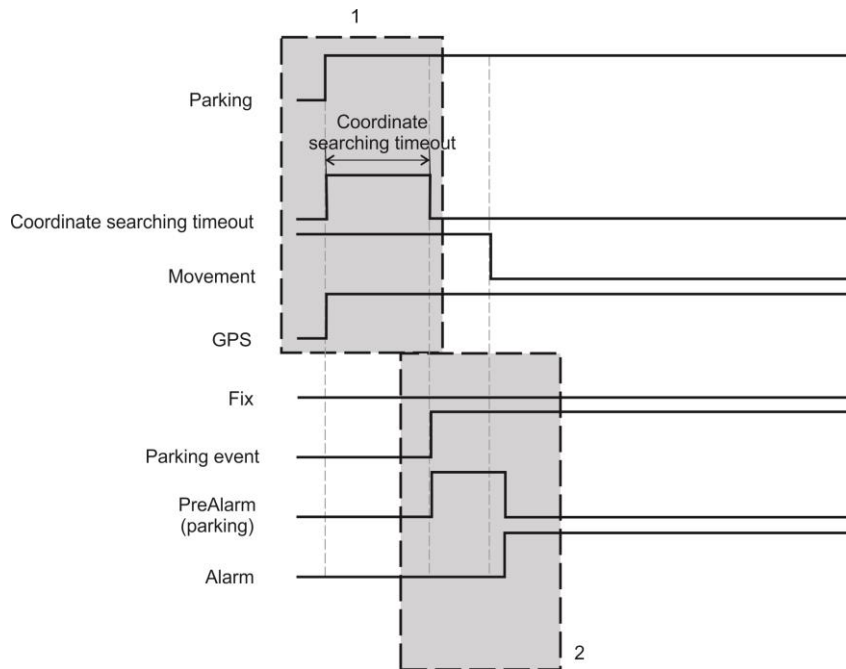 1
Parking
Coordinate
searching timeout
Coordinate searching timeout
Movement
GPS
Fix
Parking event
PreAlarm
(parking)
Alarm
2